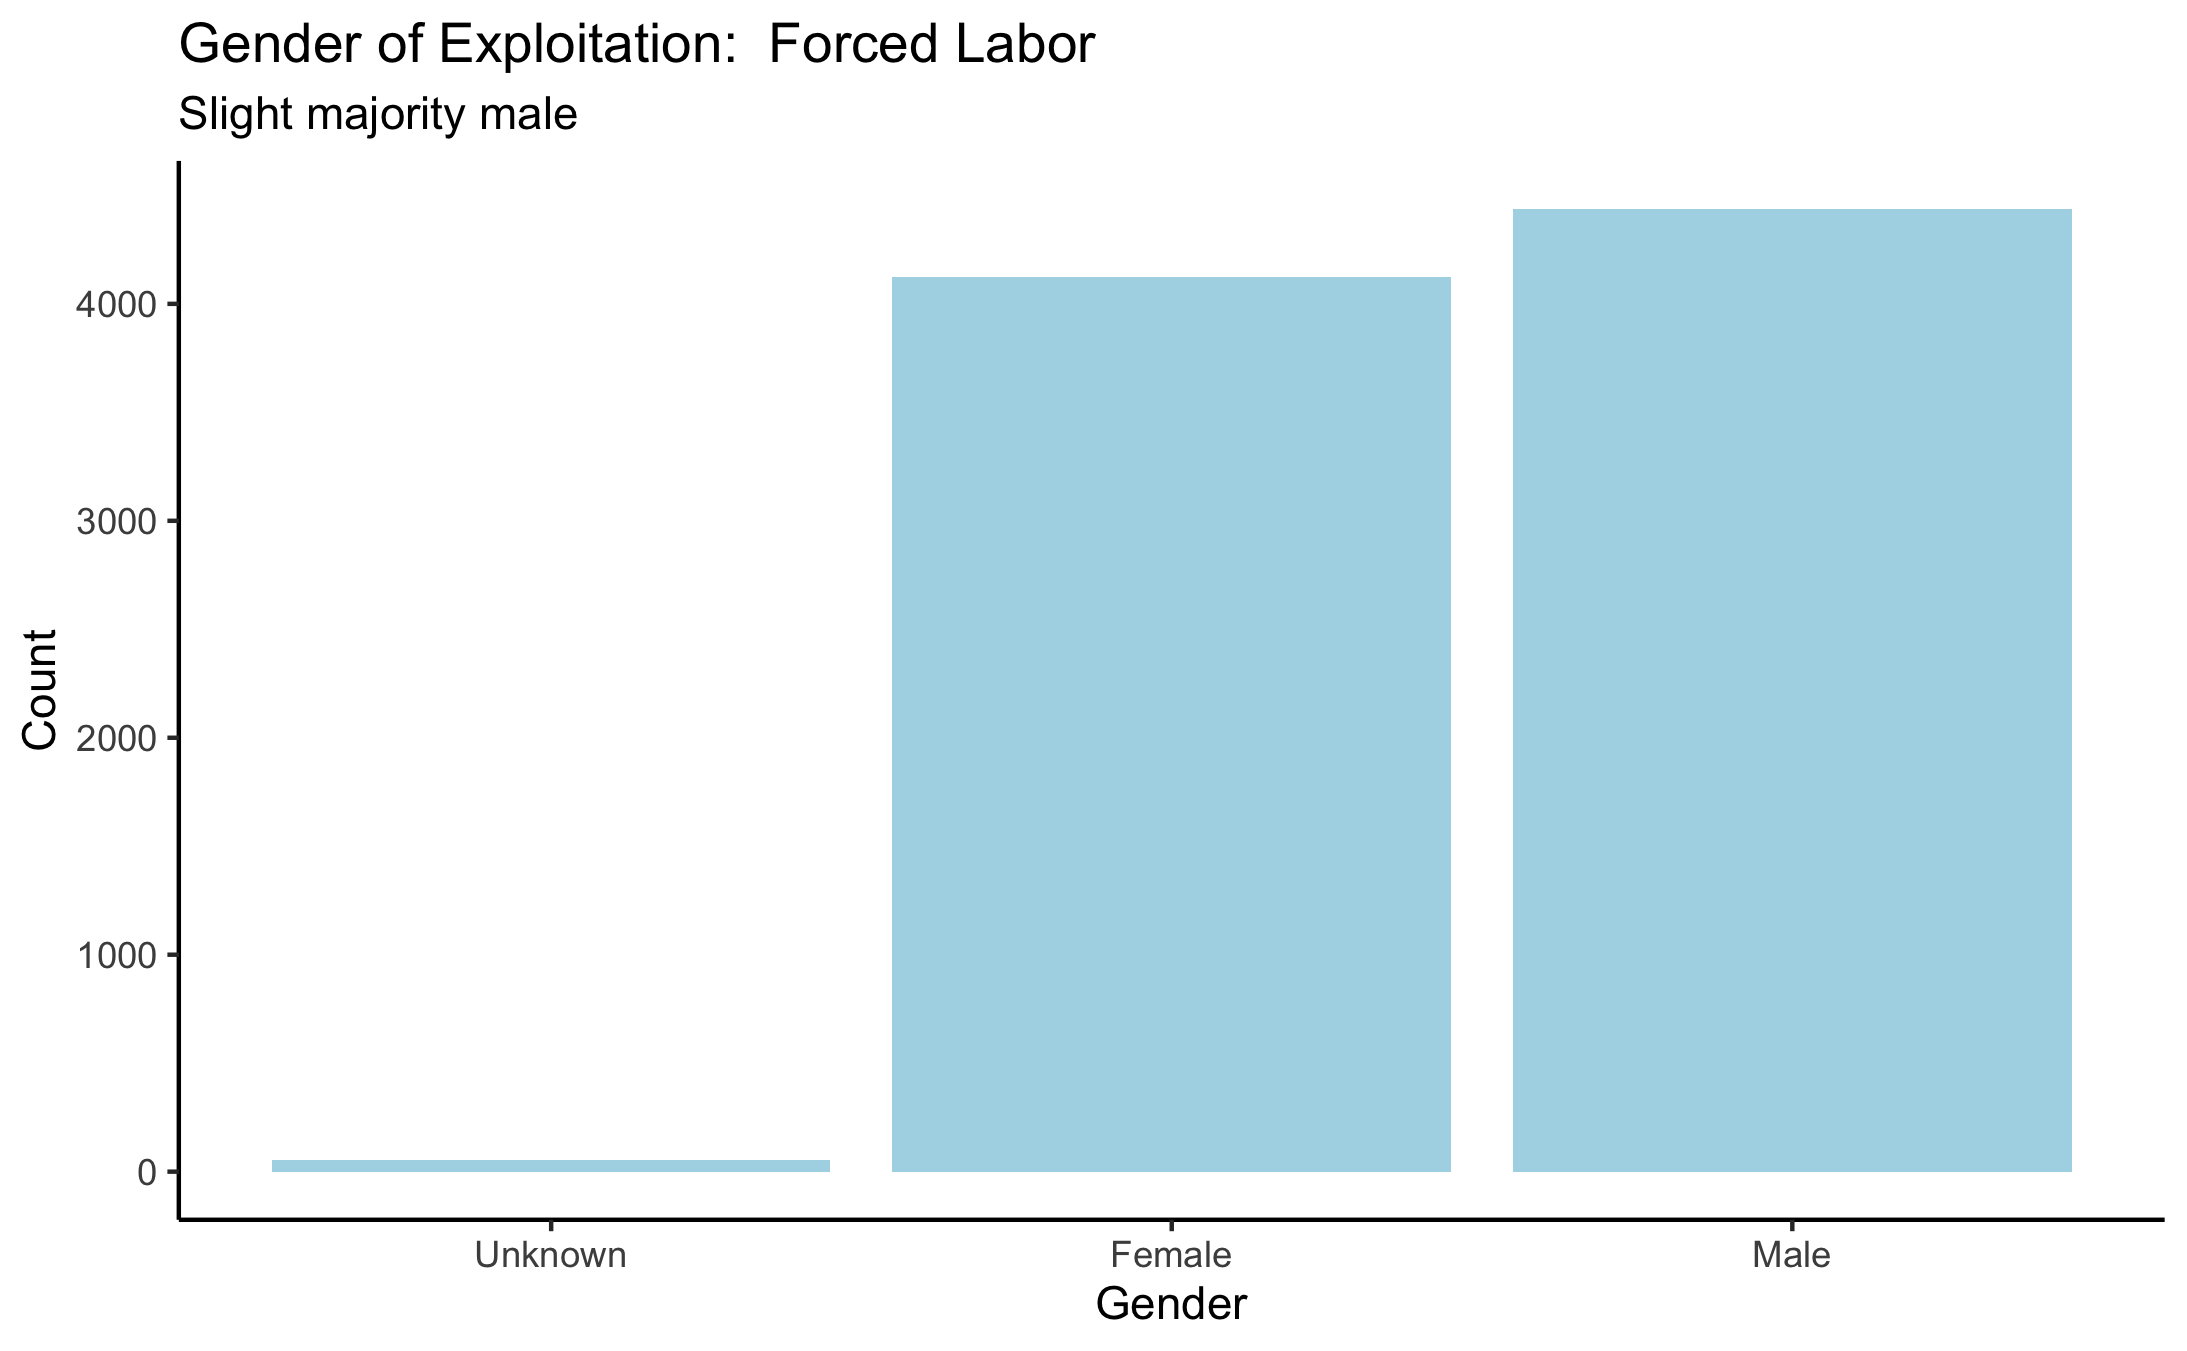 Gender of Exploitation:  Forced Labor
Slight majority male
Count
4000
3000
2000
1000
0
Unknown
Female
Male
Gender